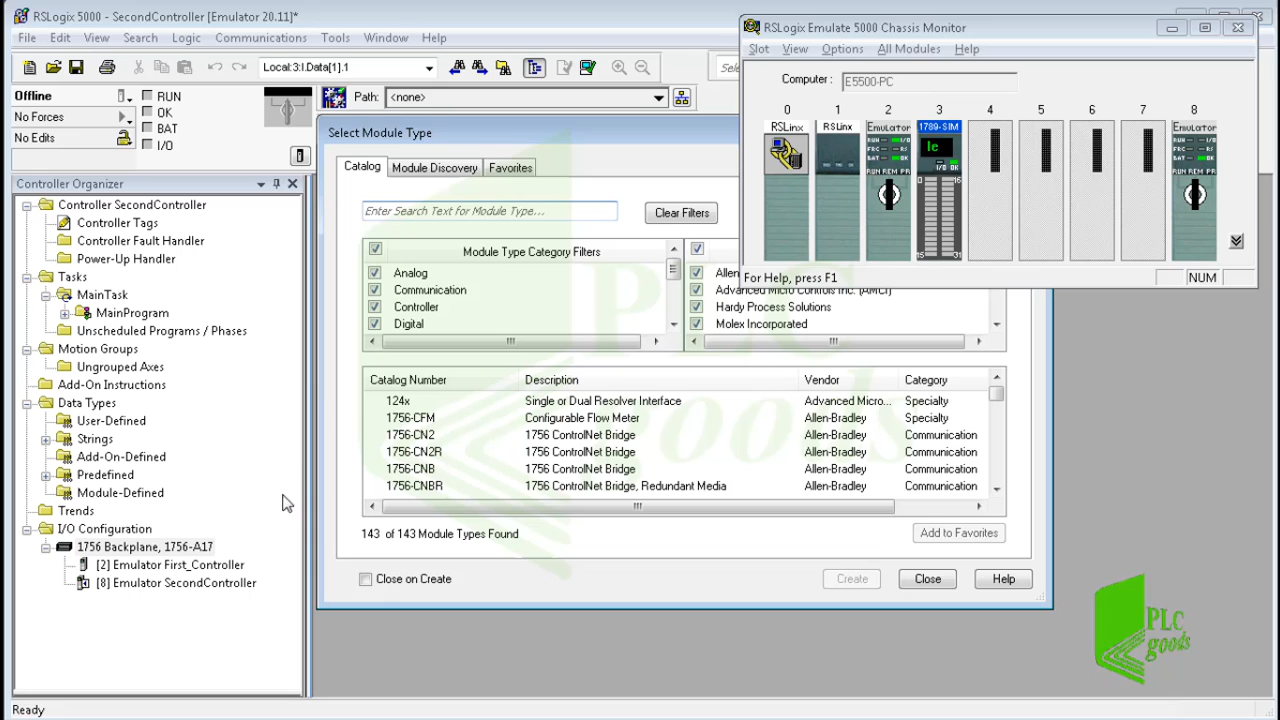 RSLogix 5000 - SecondController [Emulator 20.11]*
File Edit View Search Logic Communications Tools Window Help
Local:3:I.Data[1].1
Offline
RUN
No Forces
OK
No Edits
BAT
I/O
Path: <none>
Controller Organizer
Controller SecondController
Controller Tags
Controller Fault Handler
Power-Up Handler
Tasks
MainTask
MainProgram
Unscheduled Programs / Phases
Motion Groups
Ungrouped Axes
Add-On Instructions
Data Types
User-Defined
Strings
Add-On-Defined
Predefined
Module-Defined
Trends
I/O Configuration
1756 Backplane, 1756-A17
[2] Emulator First_Controller
[8] Emulator SecondController
Ready
Select Module Type
Catalog Module Discovery Favorites
Enter Search Text for Module Type...
Clear Filters
Module Type Category Filters
Analog
Communication
Controller
Digital
Advanced Micro Controls Inc. (AMCI)
Hardy Process Solutions
Molex Incorporated
Catalog Number Description Vendor Category
124x Single or Dual Resolver Interface Advanced Micro... Specialty
1756-CFM Configurable Flow Meter Allen-Bradley Specialty
1756-CN2 1756 ControlNet Bridge Allen-Bradley Communication
1756-CN2R 1756 ControlNet Bridge Allen-Bradley Communication
1756-CNB 1756 ControlNet Bridge Allen-Bradley Communication
1756-CNBR 1756 ControlNet Bridge, Redundant Media Allen-Bradley Communication
143 of 143 Module Types Found
Add to Favorites
Close on Create
Create
Close
Help
RSLogix Emulate 5000 Chassis Monitor
Slot View Options All Modules Help
Computer : E5500-PC
0 1 2 3 4 5 6 7 8
RSLinx RSLinx Emulator 1789-SIM Emulator
For Help, press F1
NUM
PLC
goods
PLC
goods